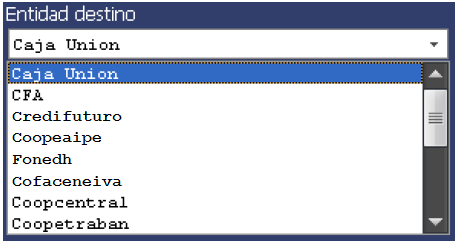 Entidad destino
Caja Union
Caja Union
CFA
Credifuturo
Coopeaipe
Fonedh
Cofaceneiva
Coopcentral
Coopetraban